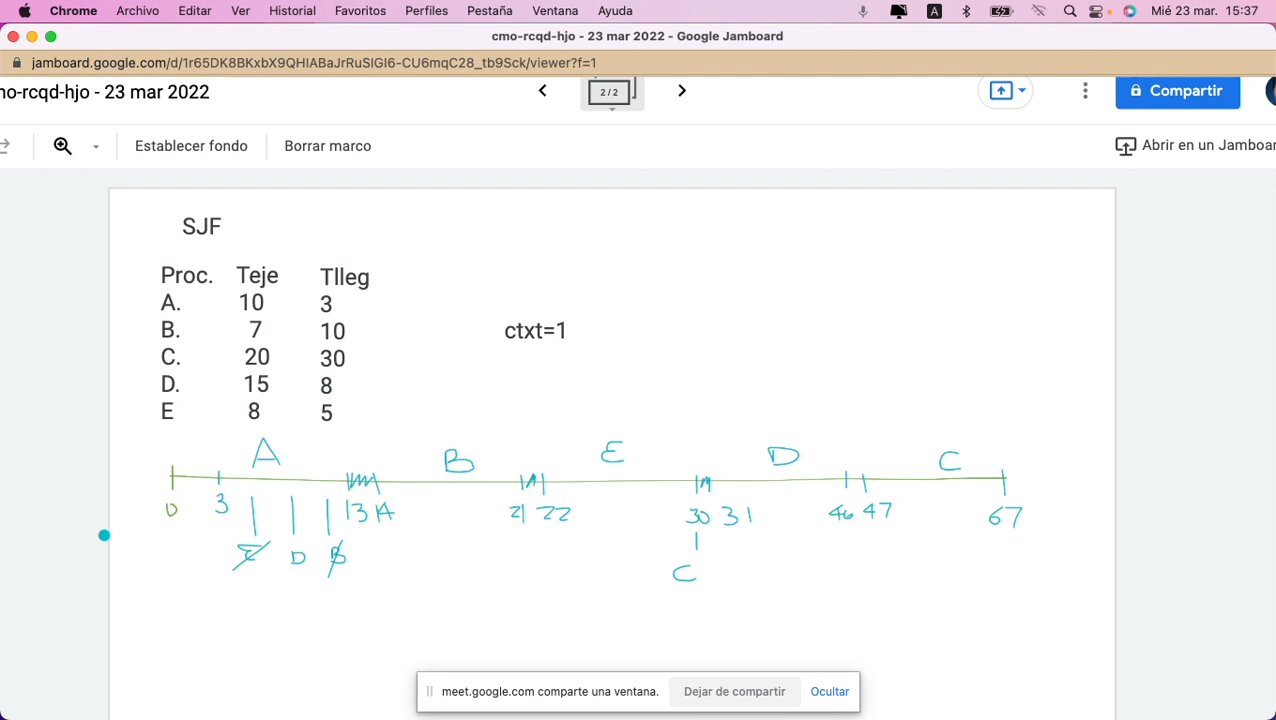 Chrome Archivo Editar Ver Historial Favoritos Perfiles Pestaña Ventana Ayuda A Mié 23 mar. 15:37
cmo-rcqd-hjo - 23 mar 2022 - Google Jamboard
jamboard.google.com/d/1r65DK8BKxbX9QHIABaJrRuSlGl6-CU6mqC28_tb9Sck/viewer?f=1
mo-rcqd-hjo - 23 mar 2022 2 / 2 Compartir
Establecer fondo Borrar marco Abrir en un Jamboar
SJF
Proc. Teje Tlleg
A. 10 3
B. 7 10
C. 20 30
D. 15 8
E 8 5
ctxt=1
A B E D C
0 3 13 14 21 22 30 31 46 47 67
E D B
C
meet.google.com comparte una ventana. Dejar de compartir Ocultar